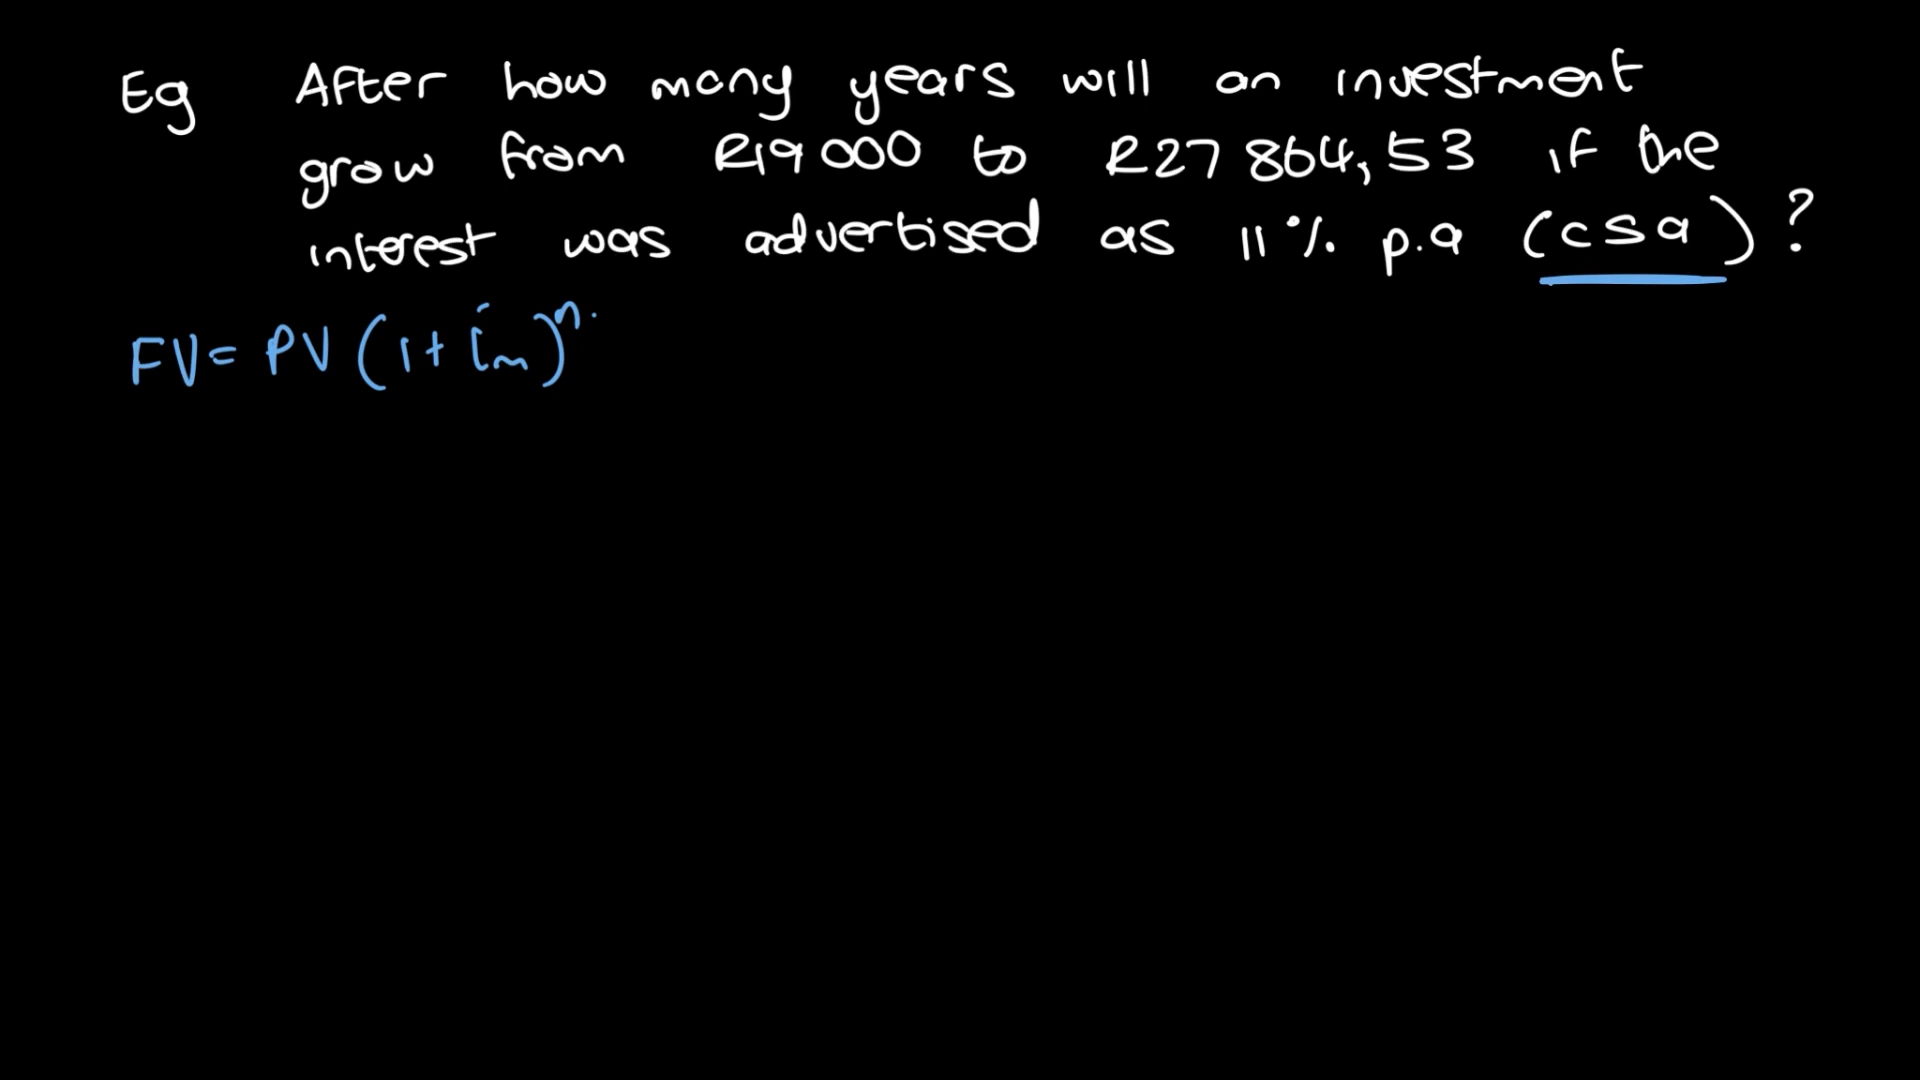 Eg After how many years will an investment
grow from R19 000 to R27 864,53 if the
interest was advertised as 11% p.a (csa)?
FV = PV (1 + im)^n.